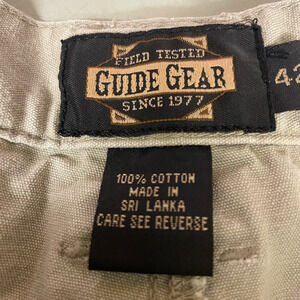 FIELD TESTED
GUIDE GEAR
SINCE 1977
42
100% COTTON
MADE IN
SRI LANKA
CARE SEE REVERSE